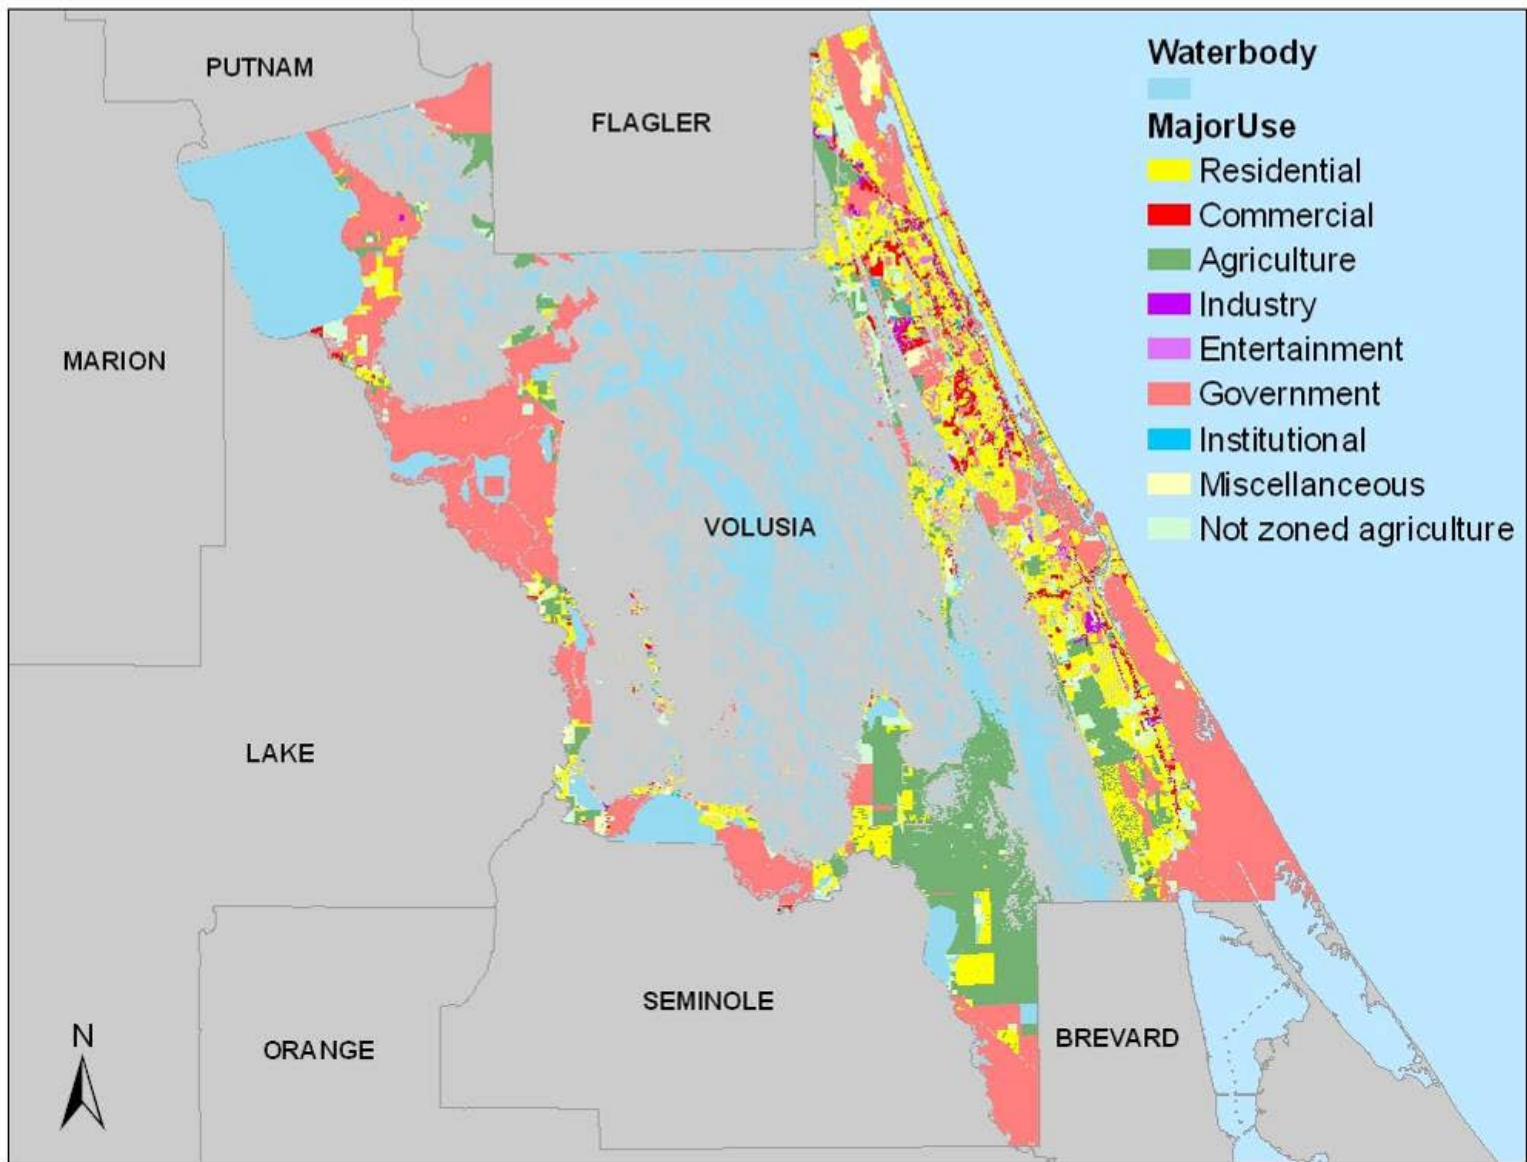 PUTNAM
FLAGLER
MARION
VOLUSIA
LAKE
SEMINOLE
ORANGE
BREVARD
N
Waterbody
MajorUse
Residential
Commercial
Agriculture
Industry
Entertainment
Government
Institutional
Miscellaneous
Not zoned agriculture